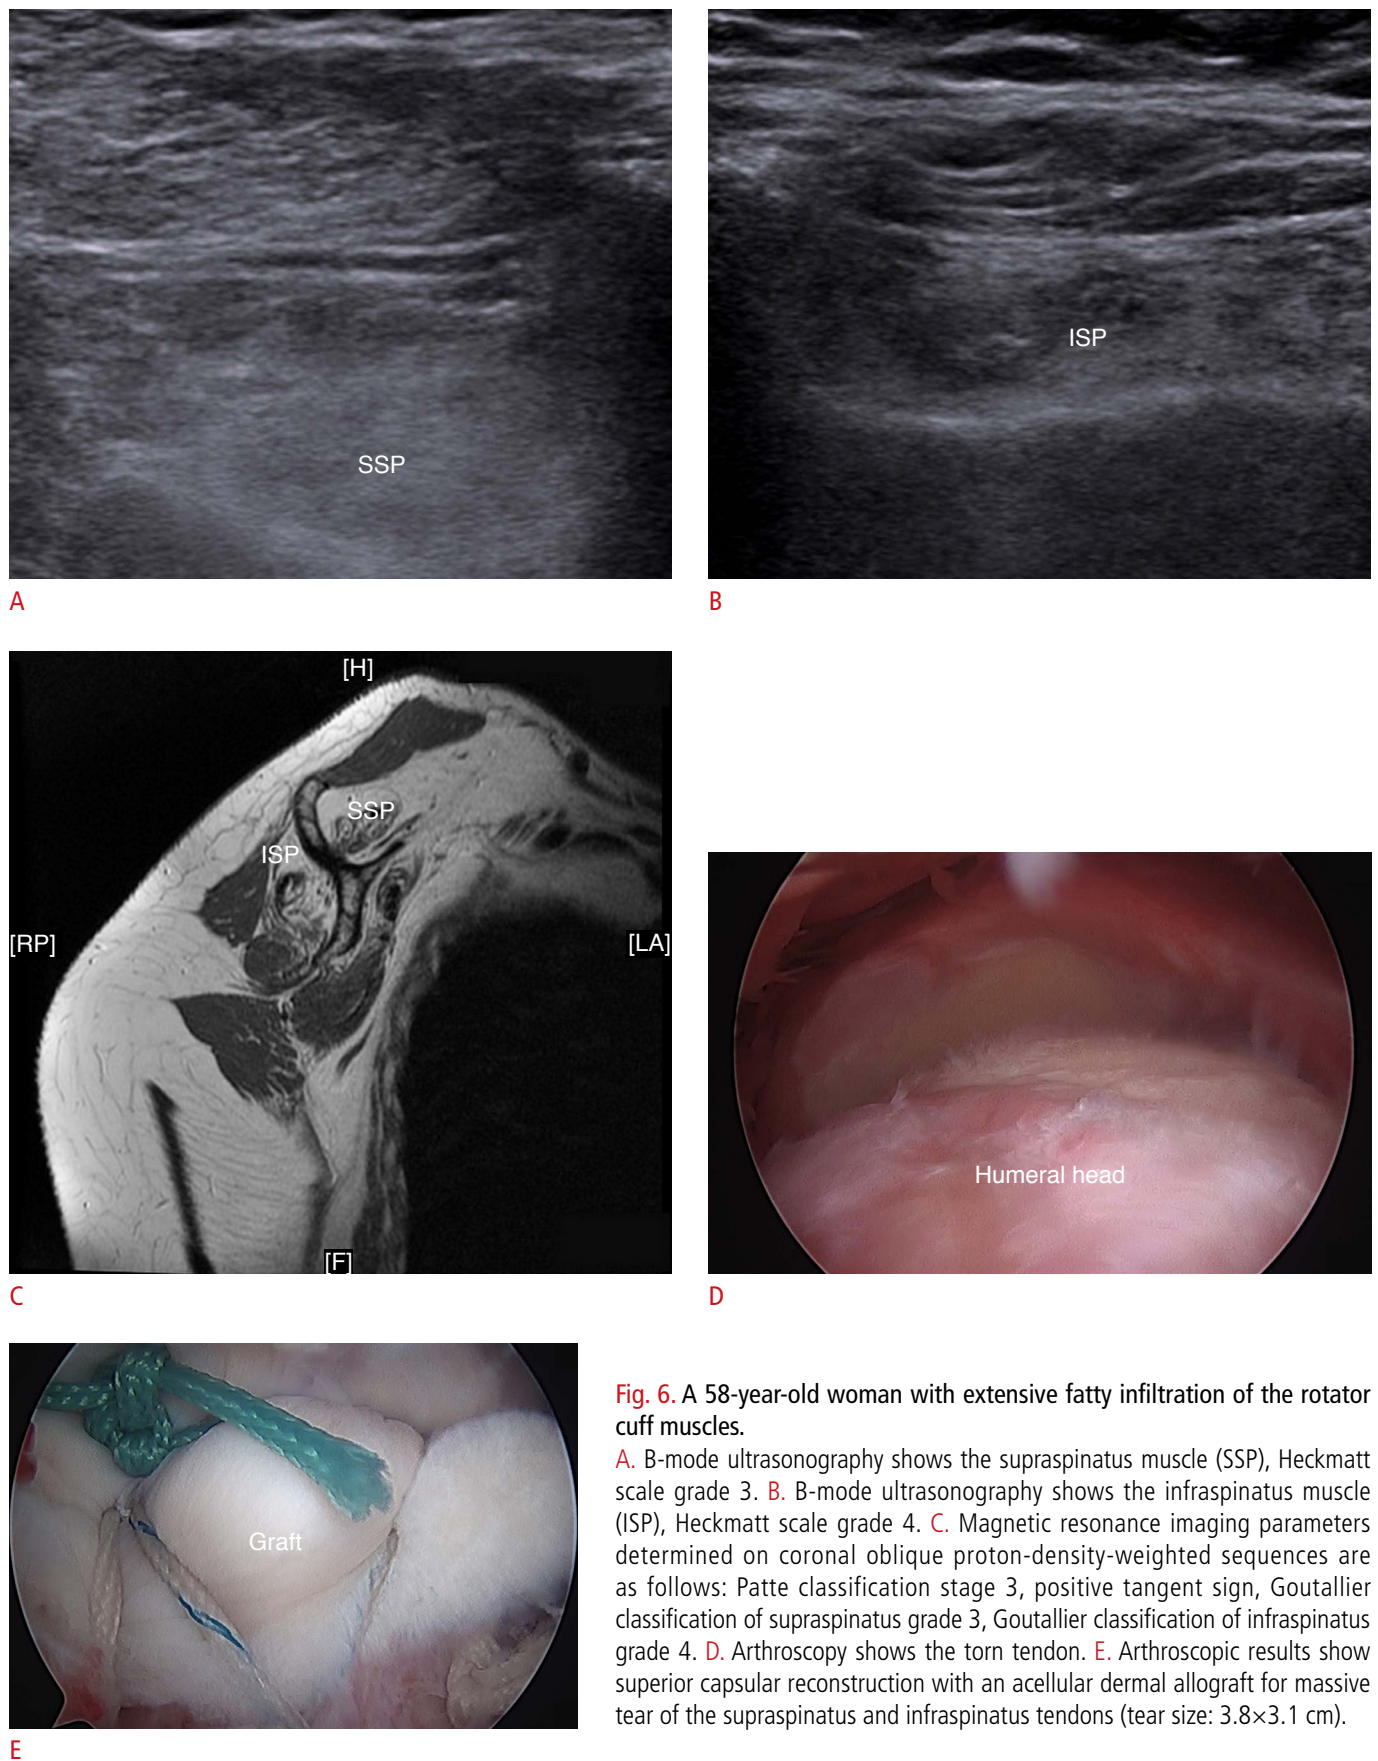 SSP
ISP
A
B
[H]
SSP
ISP
[RP]
[LA]
[F]
Humeral head
C
D
Graft
Fig. 6. A 58-year-old woman with extensive fatty infiltration of the rotator
cuff muscles.
A. B-mode ultrasonography shows the supraspinatus muscle (SSP), Heckmatt
scale grade 3. B. B-mode ultrasonography shows the infraspinatus muscle
(ISP), Heckmatt scale grade 4. C. Magnetic resonance imaging parameters
determined on coronal oblique proton-density-weighted sequences are
as follows: Patte classification stage 3, positive tangent sign, Goutallier
classification of supraspinatus grade 3, Goutallier classification of infraspinatus
grade 4. D. Arthroscopy shows the torn tendon. E. Arthroscopic results show
superior capsular reconstruction with an acellular dermal allograft for massive
tear of the supraspinatus and infraspinatus tendons (tear size: 3.8×3.1 cm).
E